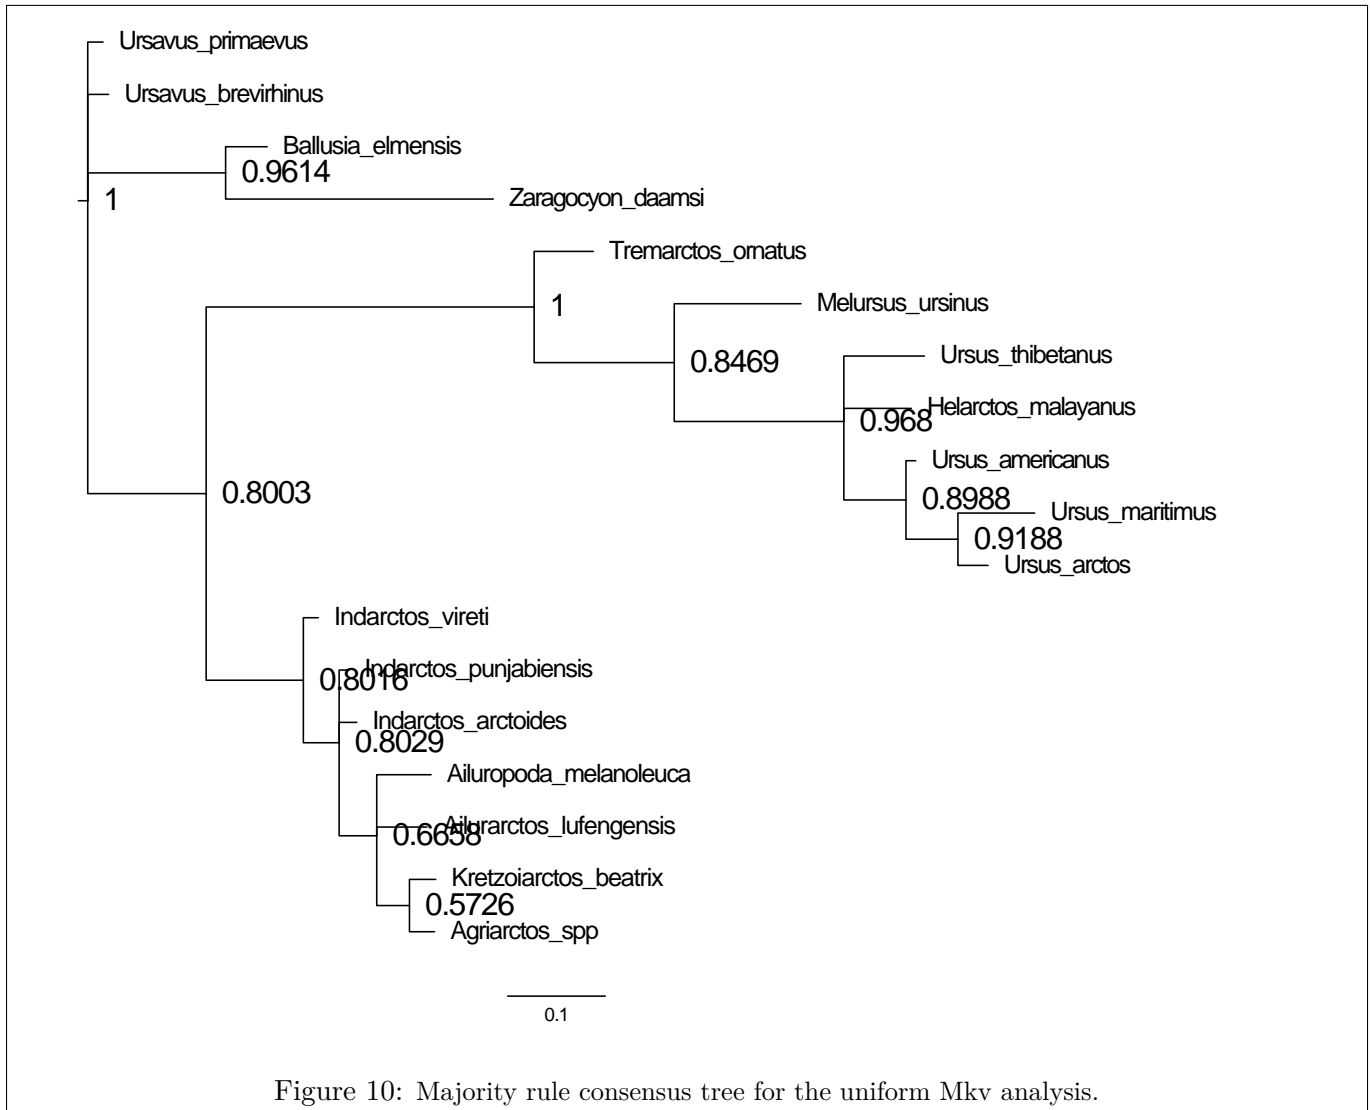 Ursavus_primaevus
Ursavus_brevirhinus
Ballusia_elmensis
0.9614
Zaragocyon_daamsi
1
Tremarctos_ornatus
1
Melursus_ursinus
Ursus_thibetanus
0.8469
Helarctos_malayanus
0.968
Ursus_americanus
0.8003
0.8988
Ursus_maritimus
0.9188
Ursus_arctos
Indarctos_vireti
Indarctos_punjabiensis
0.8016
Indarctos_arctoides
0.8029
Ailuropoda_melanoleuca
Ailurarctos_lufengensis
0.6658
Kretzoiarctos_beatrix
0.5726
Agriarctos_spp
0.1
Figure 10: Majority rule consensus tree for the uniform Mkv analysis.